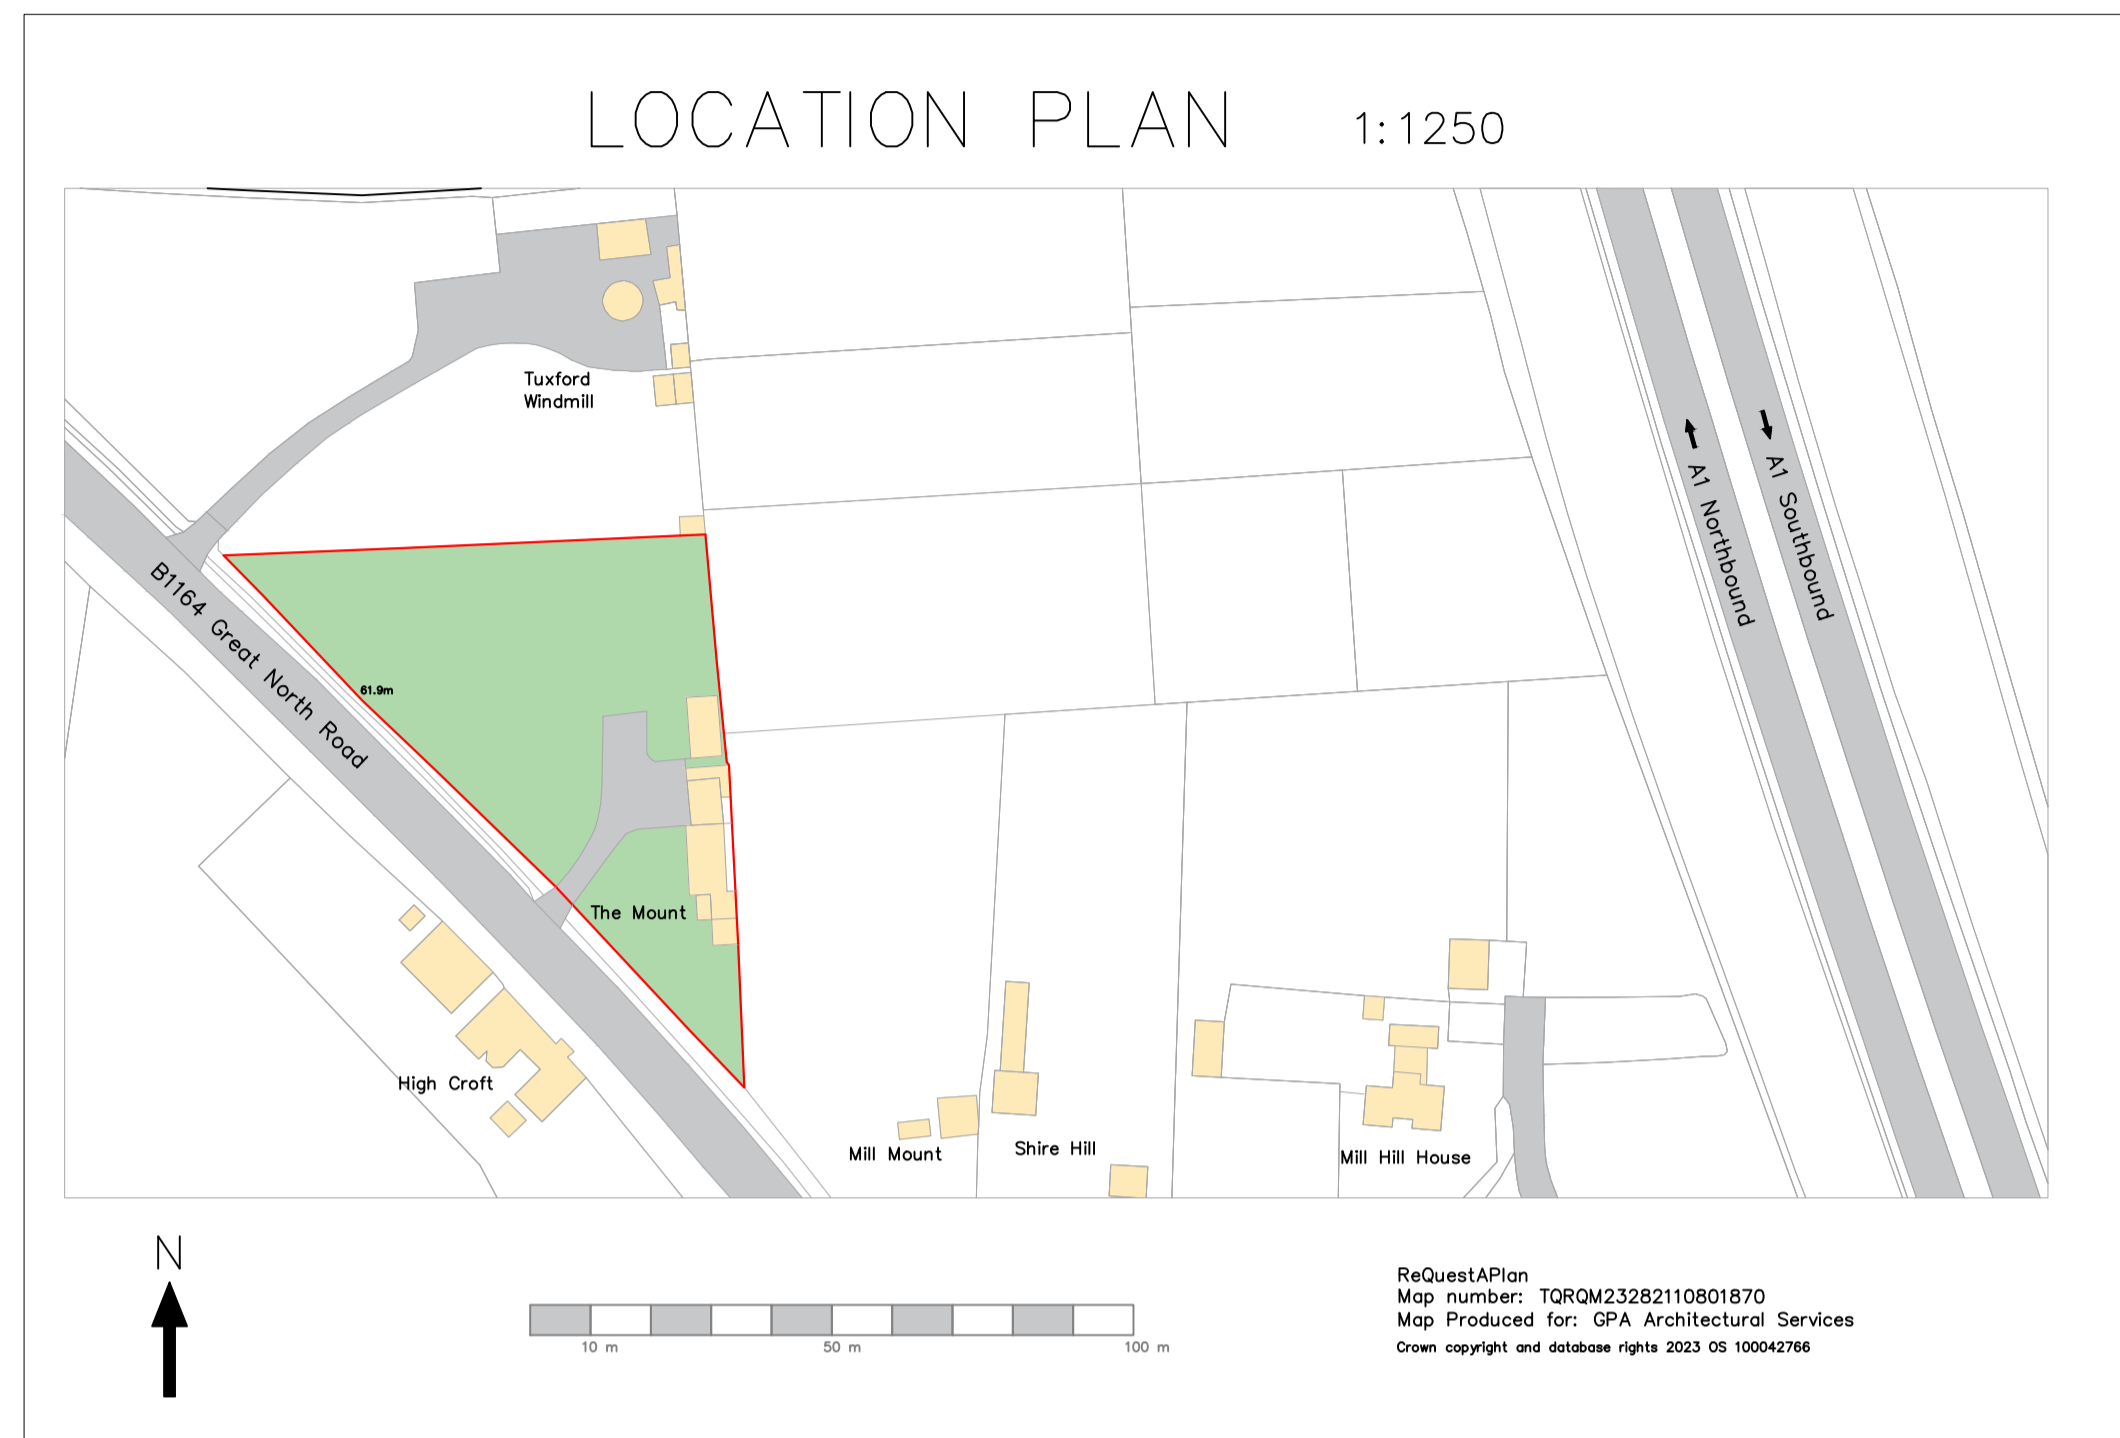 LOCATION PLAN 1:1250
Tuxford
Windmill
A1 Northbound
A1 Southbound
B1164 Great North Road
61.9m
The Mount
High Croft
Mill Mount
Shire Hill
Mill Hill House
N
10 m 50 m 100 m
ReQuestAPlan
Map number: TQRQM23282110801870
Map Produced for: GPA Architectural Services
Crown copyright and database rights 2023 OS 100042766